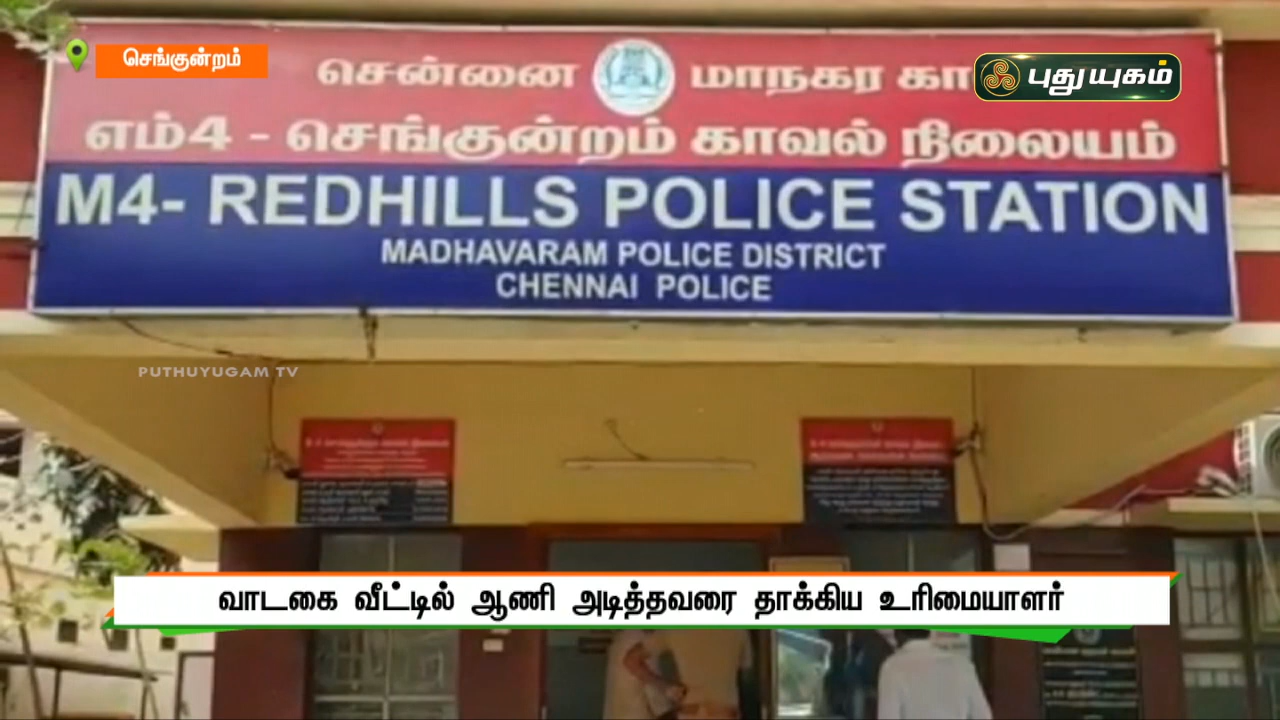 செங்குன்றம்
சென்னை மாநகர கா
புதுயுகம்
எம்4 - செங்குன்றம் காவல் நிலையம்
M4- REDHILLS POLICE STATION
MADHAVARAM POLICE DISTRICT
CHENNAI POLICE
PUTHUYUGAM TV
வாடகை வீட்டில் ஆணி அடித்தவரை தாக்கிய உரிமையாளர்